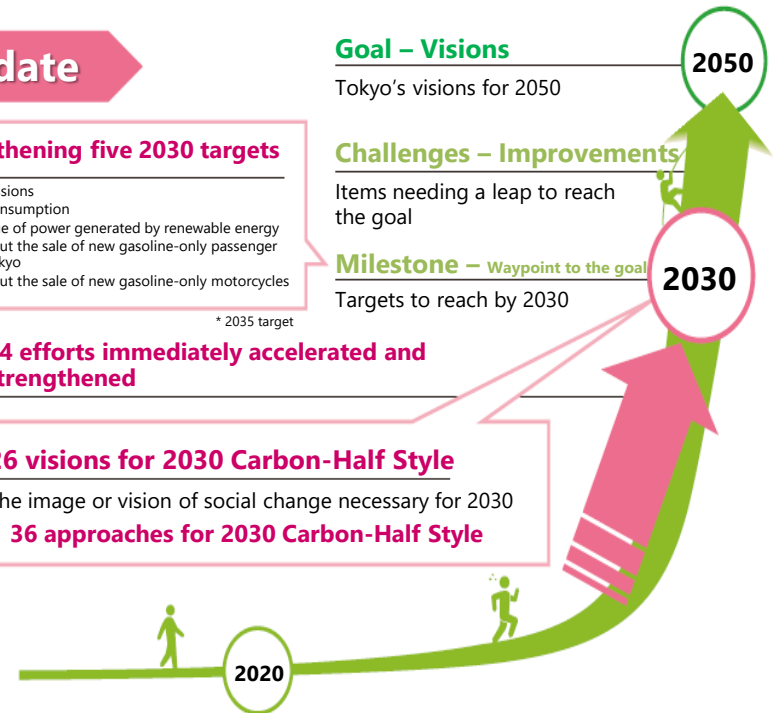 date
Goal – Visions
Tokyo's visions for 2050
2050
thening five 2030 targets
sions
nsumption
e of power generated by renewable energy
ut the sale of new gasoline-only passenger
kyo
ut the sale of new gasoline-only motorcycles
* 2035 target
Challenges – Improvements
Items needing a leap to reach
the goal
Milestone – Waypoint to the goal
Targets to reach by 2030
2030
4 efforts immediately accelerated and
trengthened
26 visions for 2030 Carbon-Half Style
he image or vision of social change necessary for 2030
36 approaches for 2030 Carbon-Half Style
2020